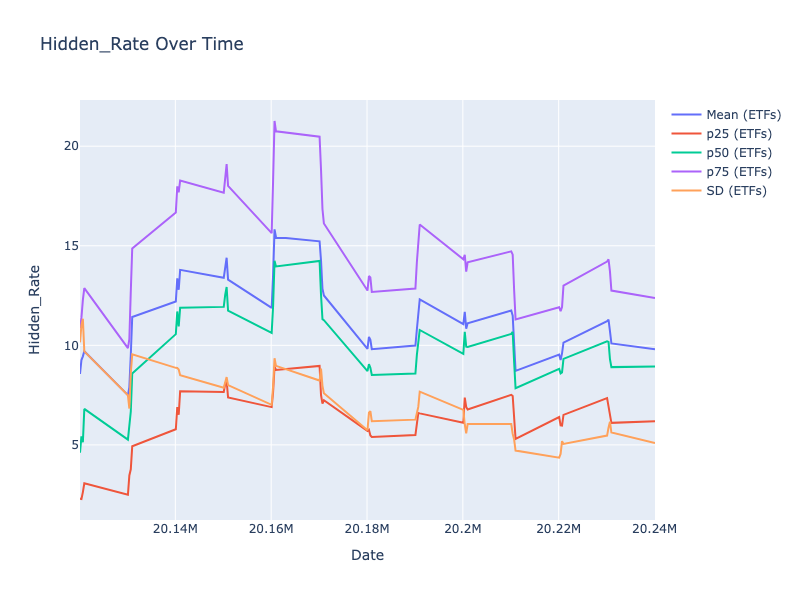 Hidden_Rate Over Time
Mean (ETFs)
p25 (ETFs)
p50 (ETFs)
p75 (ETFs)
SD (ETFs)
Hidden_Rate
20
15
10
5
20.14M
20.16M
20.18M
20.2M
20.22M
20.24M
Date